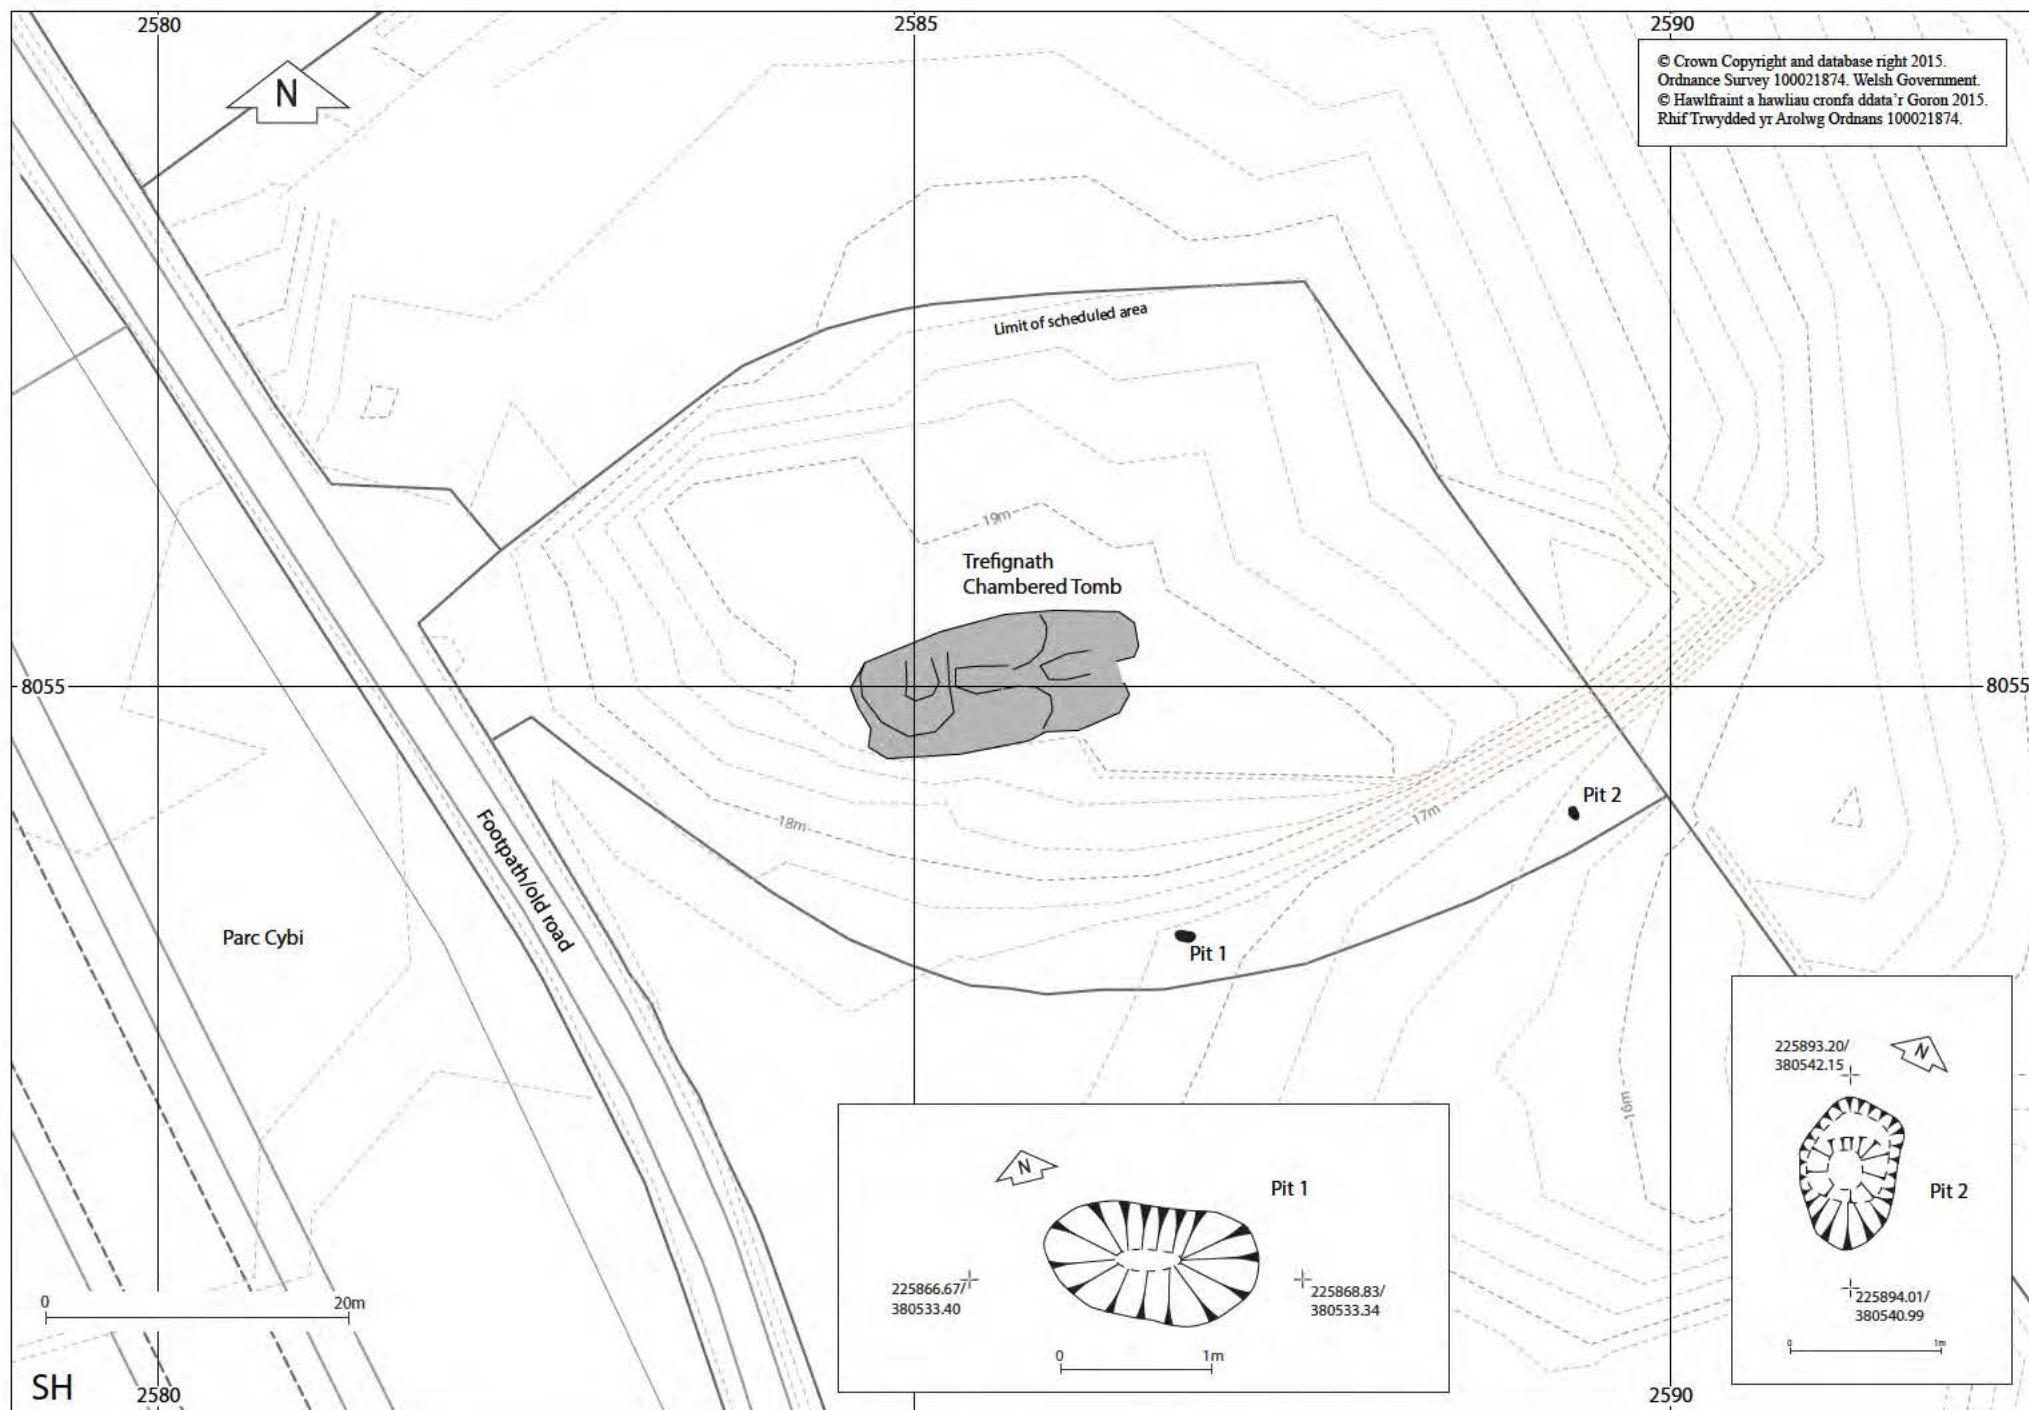 2580
2585
2590
N
© Crown Copyright and database right 2015.
Ordnance Survey 100021874. Welsh Government.
© Hawlfraint a hawliau cronfa ddata'r Goron 2015.
Rhif Trwydded yr Arolwg Ordnans 100021874.
Limit of scheduled area
19m
Trefignath
Chambered Tomb
8055
8055
Pit 2
17m
18m
Footpath/old road
Parc Cybi
Pit 1
16m
N
Pit 1
225866.67/
380533.40
225868.83/
380533.34
0 1m
225893.20/
380542.15
N
Pit 2
225894.01/
380540.99
0 1m
0 20m
SH
2580
2590